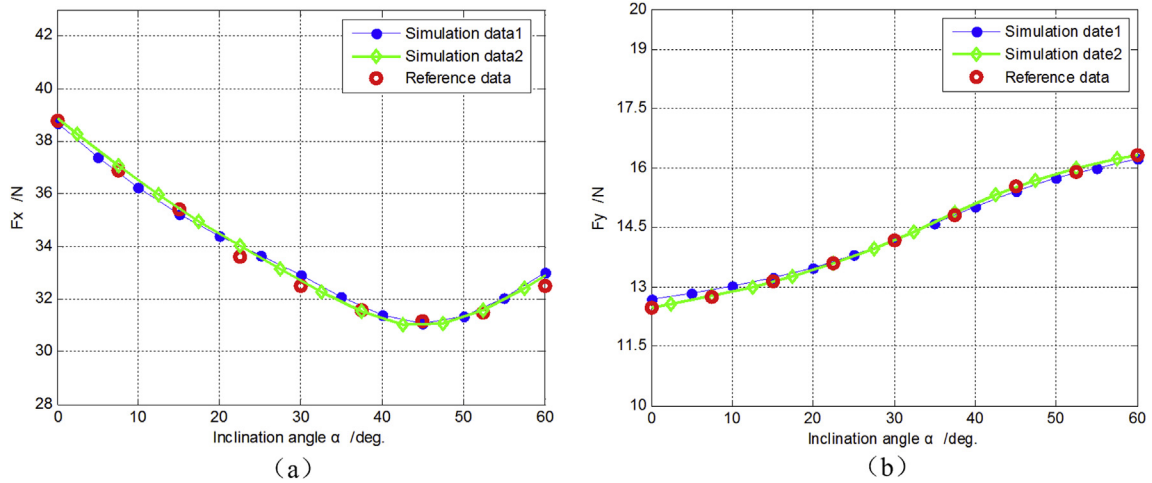 42
40
38
36
34
32
31
28
Fx /N
Simulation data1
Simulation data2
Reference data
0
10
20
30
40
50
60
Inclination angle α /deg.
(a)
20
19
17.5
16
14.5
13
11.5
10
Fy /N
Simulation date1
Simulation date2
Reference data
0
10
20
30
40
50
60
Inclination angle α /deg.
(b)